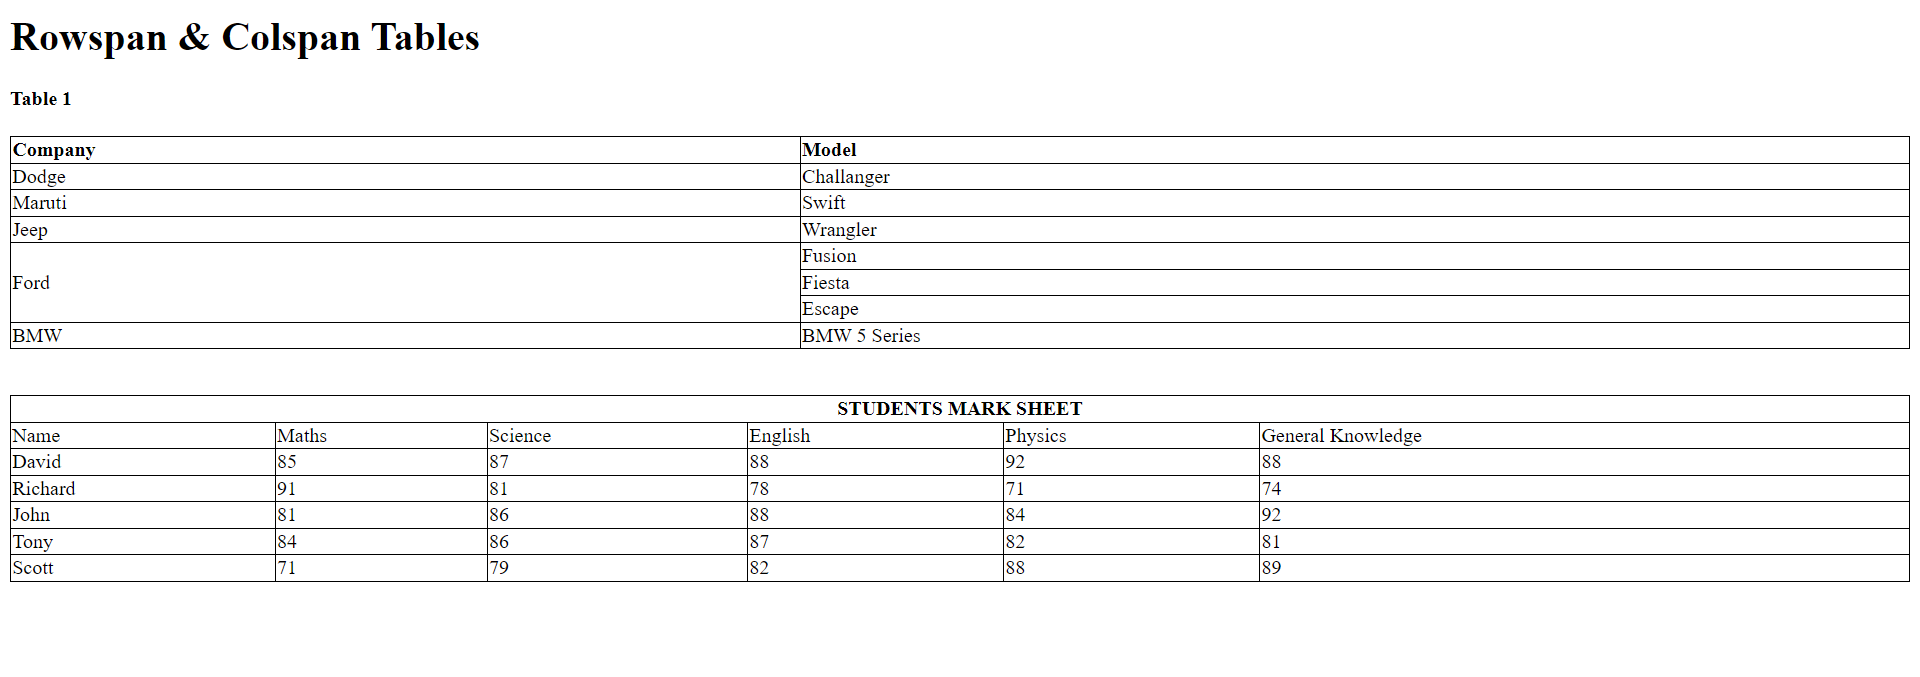 Rowspan & Colspan Tables
Table 1
Company Model
Dodge Challanger
Maruti Swift
Jeep Wrangler
Ford Fusion
Fiesta
Escape
BMW BMW 5 Series
STUDENTS MARK SHEET
Name Maths Science English Physics General Knowledge
David 85 87 88 92 88
Richard 91 81 78 71 74
John 81 86 88 84 92
Tony 84 86 87 82 81
Scott 71 79 82 88 89